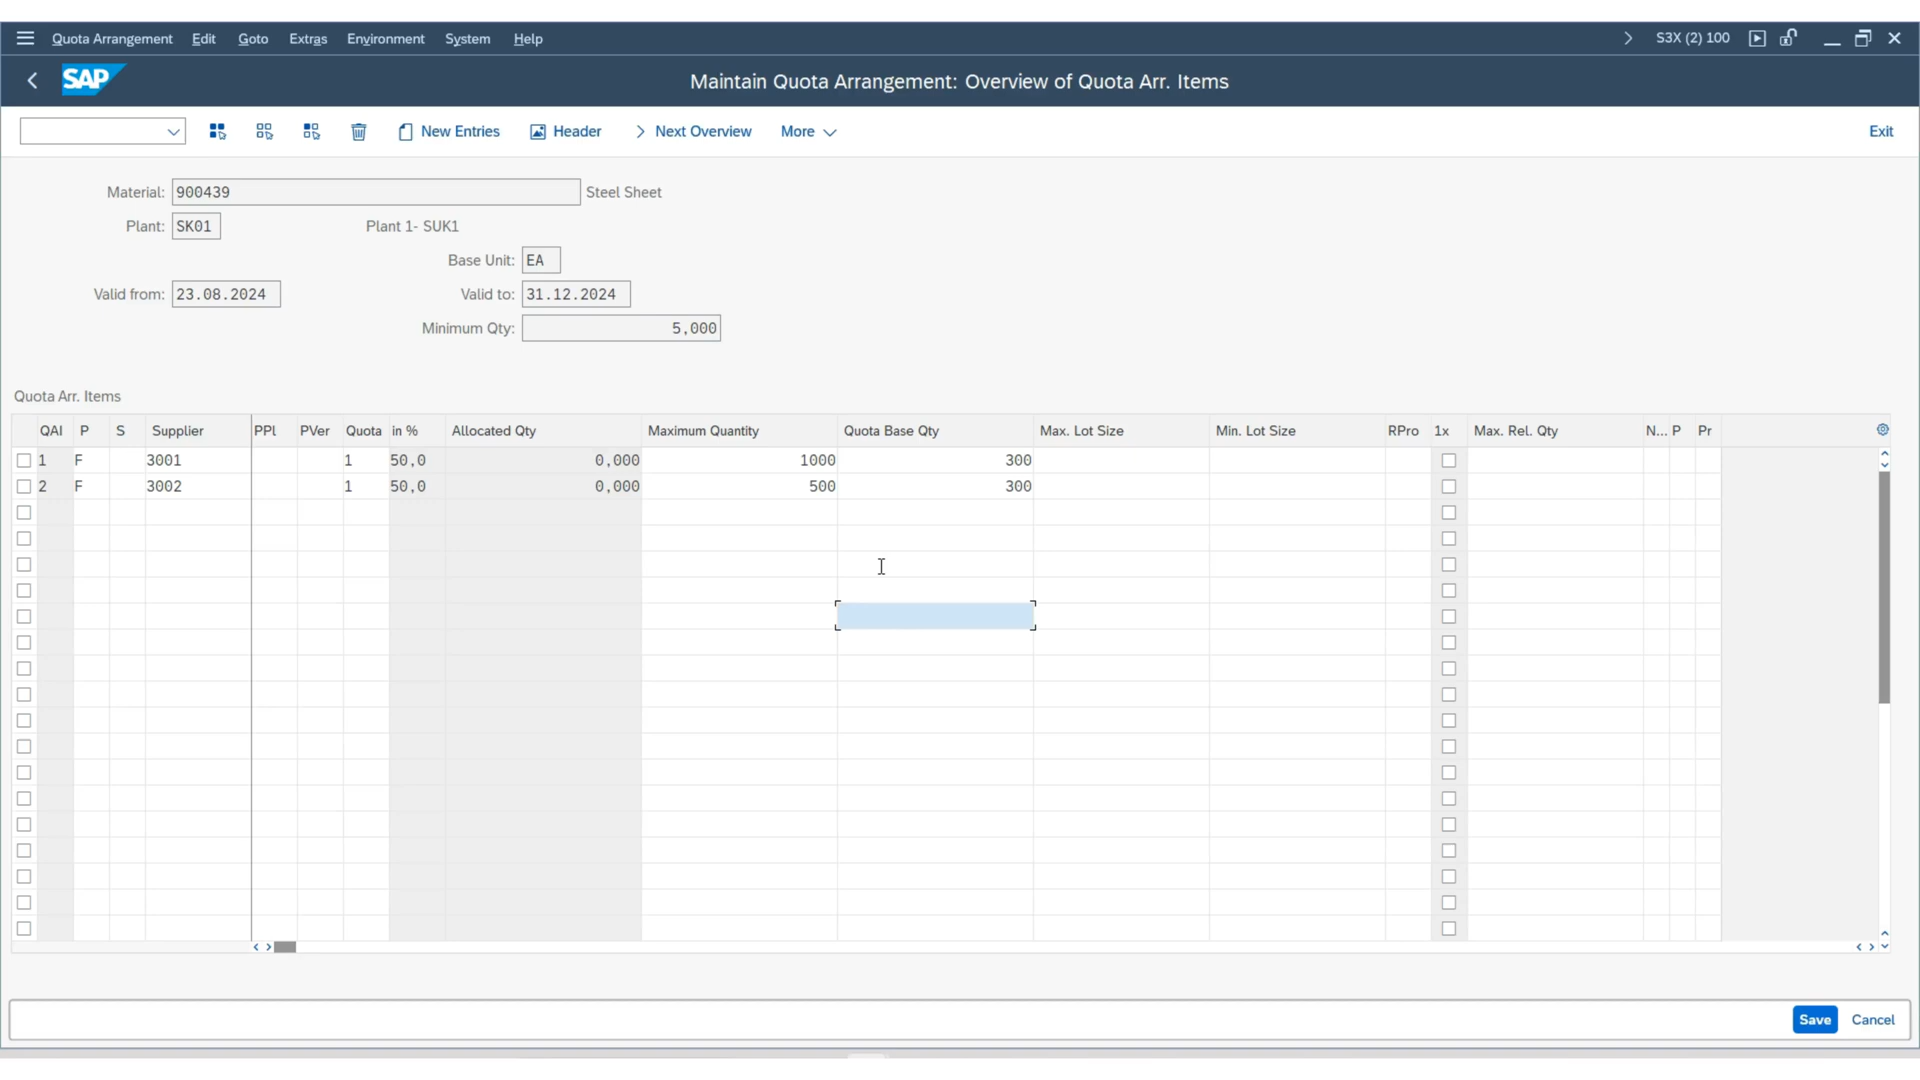 Quota Arrangement Edit Goto Extras Environment System Help S3X (2) 100
SAP Maintain Quota Arrangement: Overview of Quota Arr. Items
New Entries Header Next Overview More Exit
Material: 900439 Steel Sheet
Plant: SK01 Plant 1- SUK1
Base Unit: EA
Valid from: 23.08.2024 Valid to: 31.12.2024
Minimum Qty: 5,000
Quota Arr. Items
QAI P S Supplier PPl PVer Quota in % Allocated Qty Maximum Quantity Quota Base Qty Max. Lot Size Min. Lot Size RPro 1x Max. Rel. Qty N... P Pr
1 F 3001 1 50,0 0,000 1000 300
2 F 3002 1 50,0 0,000 500 300
Save Cancel